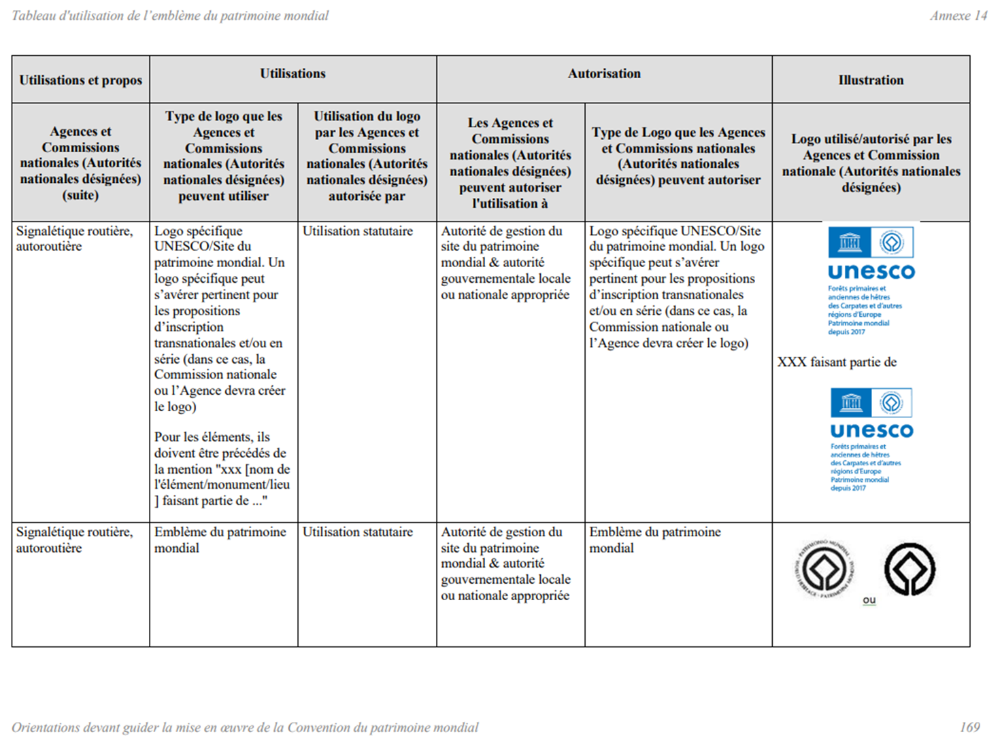 Tableau d'utilisation de l'emblème du patrimoine mondial
Annexe 14
Utilisations et propos
Utilisations
Autorisation
Illustration
Agences et
Commissions
nationales (Autorités
nationales désignées)
(suite)
Type de logo que les
Agences et
Commissions
nationales (Autorités
nationales désignées)
peuvent utiliser
Utilisation du logo
par les Agences et
Commissions
nationales (Autorités
nationales désignées)
autorisée par
Les Agences et
Commissions
nationales (Autorités
nationales désignées)
peuvent autoriser
l'utilisation à
Type de Logo que les Agences
et Commissions nationales
(Autorités nationales
désignées) peuvent autoriser
Logo utilisé/autorisé par les
Agences et Commission
nationale (Autorités nationales
désignées)
Signalétique routière,
autoroutière
Logo spécifique
UNESCO/Site du
patrimoine mondial. Un
logo spécifique peut
s'avérer pertinent pour
les propositions
d'inscription
transnationales et/ou en
série (dans ce cas, la
Commission nationale
ou l'Agence devra créer
le logo)
Pour les éléments, ils
doivent être précédés de
la mention "xxx [nom de
l'élément/monument/lieu
] faisant partie de ..."
Utilisation statutaire
Autorité de gestion du
site du patrimoine
mondial & autorité
gouvernementale locale
ou nationale appropriée
Logo spécifique UNESCO/Site
du patrimoine mondial. Un logo
spécifique peut s'avérer
pertinent pour les propositions
d'inscription transnationales
et/ou en série (dans ce cas, la
Commission nationale ou
l'Agence devra créer le logo)
unesco
Forêts primaires et
anciennes de hêtres
des Carpates et d'autres
régions d'Europe
Patrimoine mondial
depuis 2017
XXX faisant partie de
unesco
Forêts primaires et
anciennes de hêtres
des Carpates et d'autres
régions d'Europe
Patrimoine mondial
depuis 2017
Signalétique routière,
autoroutière
Emblème du patrimoine
mondial
Utilisation statutaire
Autorité de gestion du
site du patrimoine
mondial & autorité
gouvernementale locale
ou nationale appropriée
Emblème du patrimoine
mondial
WORLD HERITAGE · PATRIMOINE MONDIAL · PATRIMONIO MUNDIAL ·
ou
Orientations devant guider la mise en œuvre de la Convention du patrimoine mondial
169